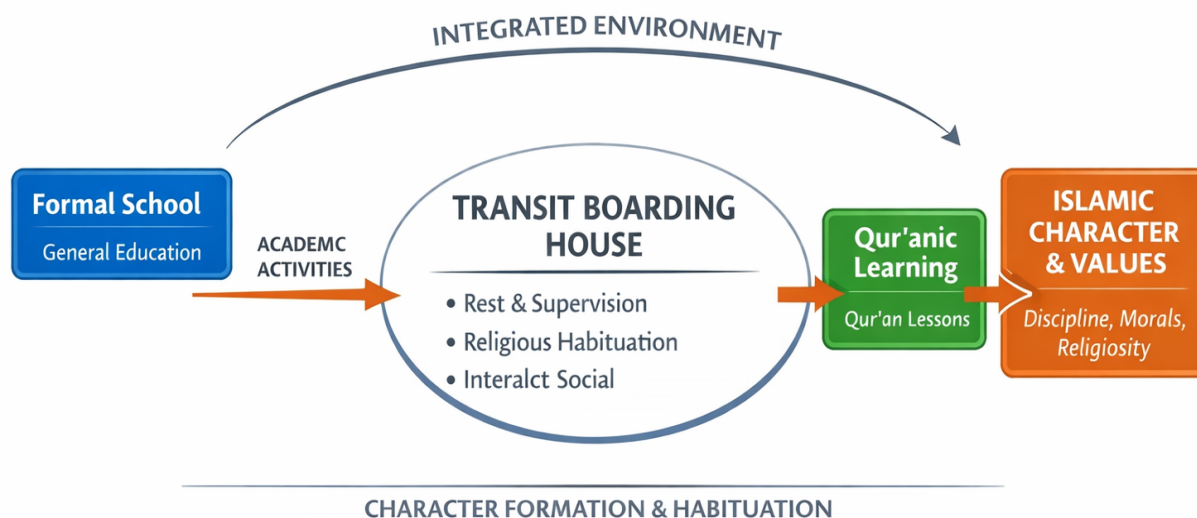 INTEGRATED ENVIRONMENT
Formal School
General Education
ACADEMC
ACTIVITIES
TRANSIT BOARDING
HOUSE
• Rest & Supervision
• Religious Habituation
• Interalct Social
Qur'anic
Learning
Qur'an Lessons
ISLAMIC
CHARACTER
& VALUES
Discipline, Morals,
Religiosity
CHARACTER FORMATION & HABITUATION